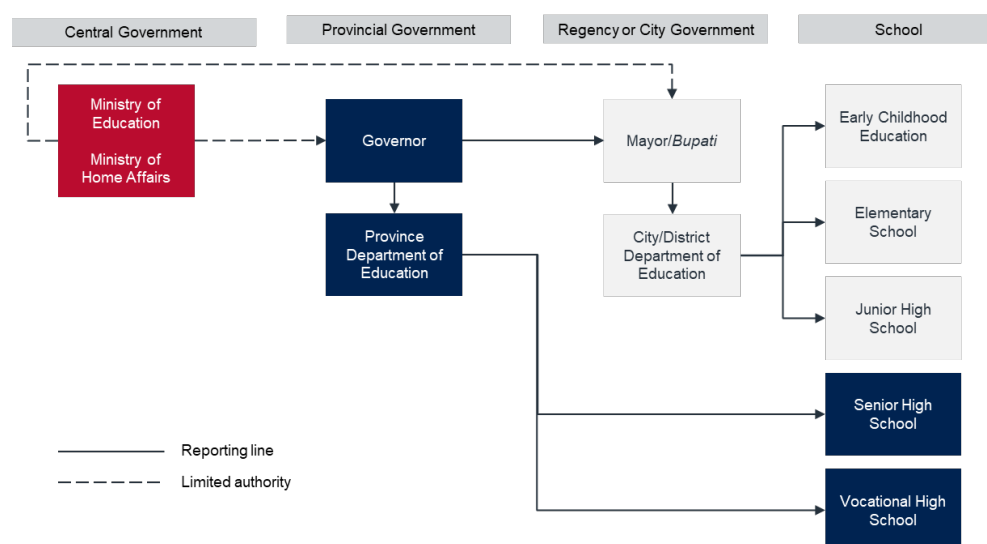 Central Government
Provincial Government
Regency or City Government
School
Ministry of
Education
Ministry of
Home Affairs
Governor
Mayor/Bupati
Early Childhood
Education
Province
Department of
Education
City/District
Department of
Education
Elementary
School
Junior High
School
Senior High
School
Vocational High
School
Reporting line
Limited authority